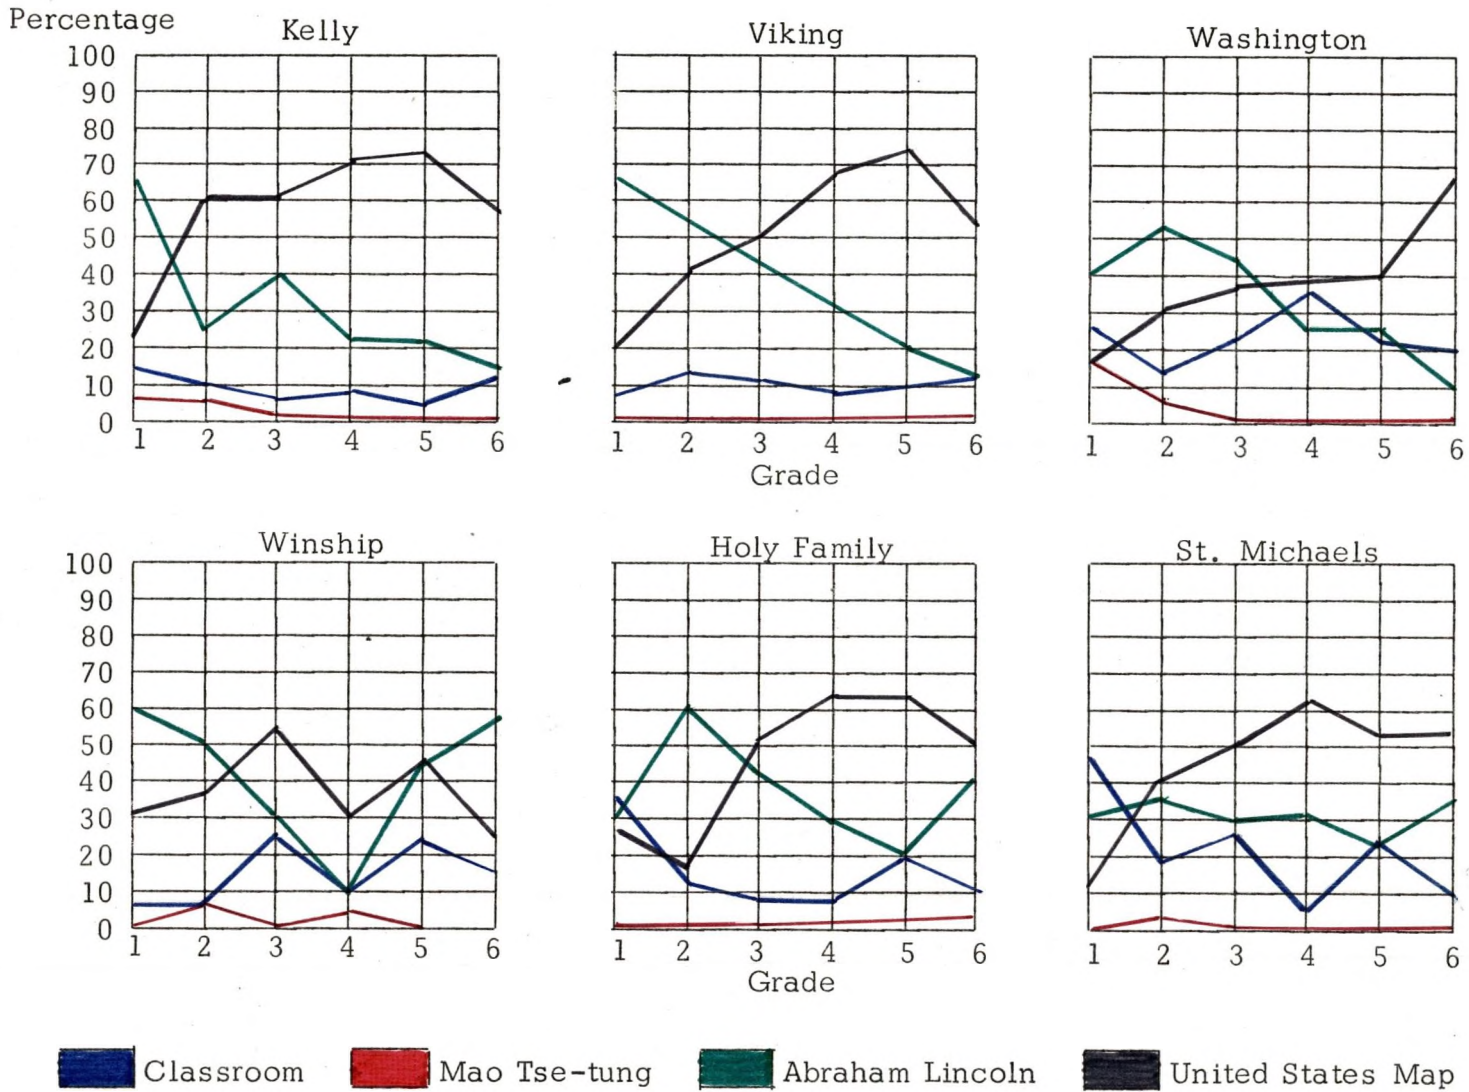 Percentage
Kelly
Viking
Washington
100
90
80
70
60
50
40
30
20
10
0
1 2 3 4 5 6
1 2 3 4 5 6
1 2 3 4 5 6
Grade
Winship
Holy Family
St. Michaels
100
90
80
70
60
50
40
30
20
10
0
1 2 3 4 5 6
1 2 3 4 5 6
1 2 3 4 5 6
Grade
Classroom Mao Tse-tung Abraham Lincoln United States Map